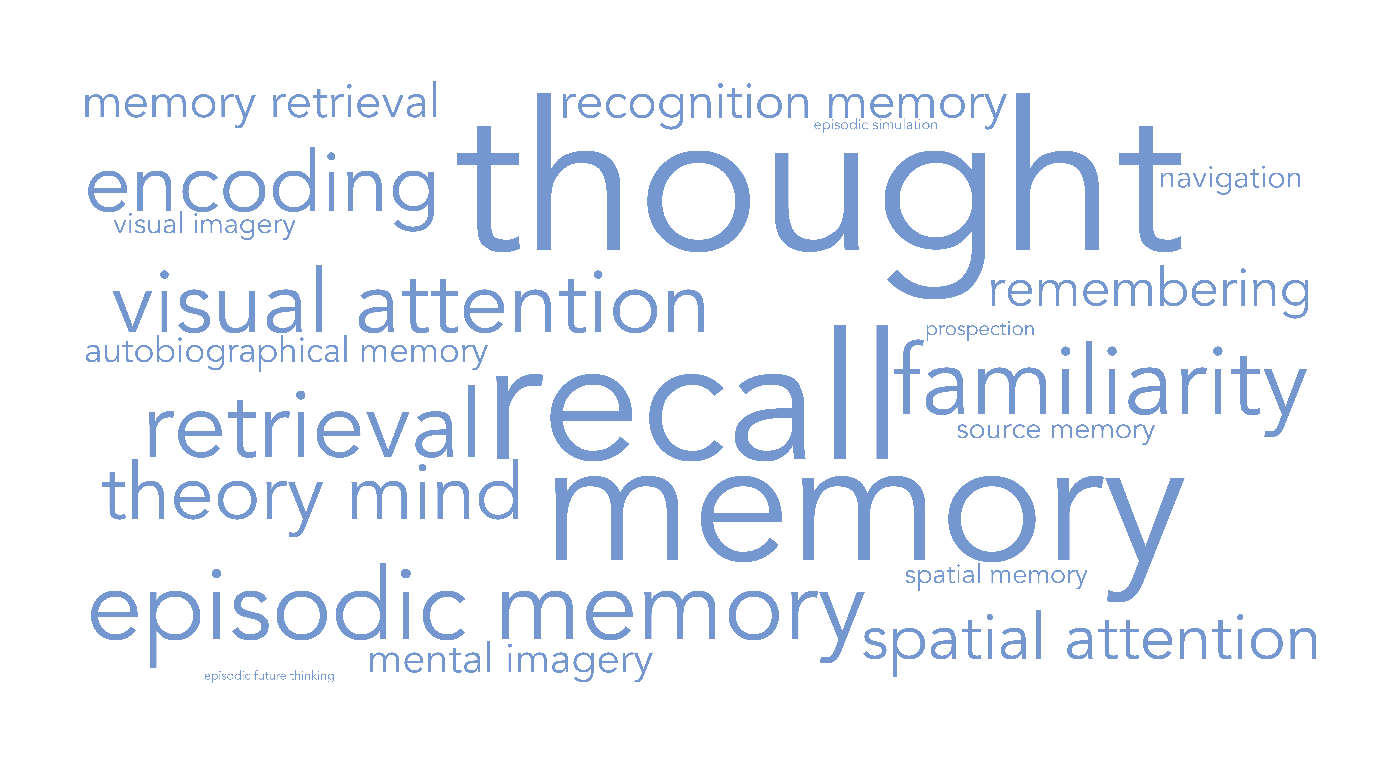 memory retrieval
recognition memory
episodic simulation
thought
encoding
navigation
visual imagery
visual attention
remembering
prospection
autobiographical memory
recall
familiarity
retrieval
source memory
theory mind
memory
spatial memory
episodic memory
spatial attention
mental imagery
episodic future thinking